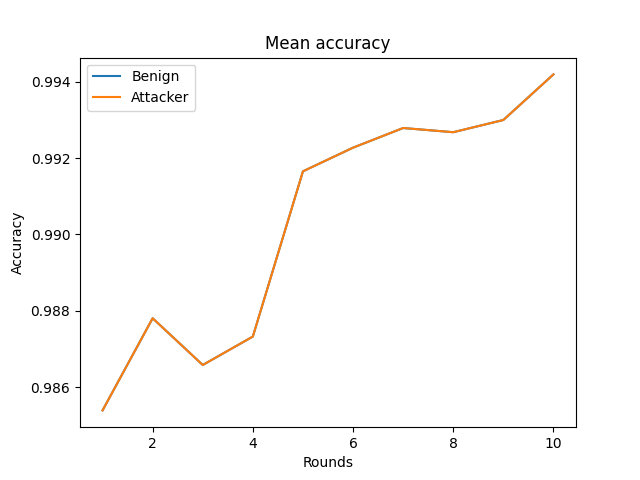 Mean accuracy
Benign
Attacker
0.994
0.992
0.990
0.988
0.986
Accuracy
2 4 6 8 10
Rounds